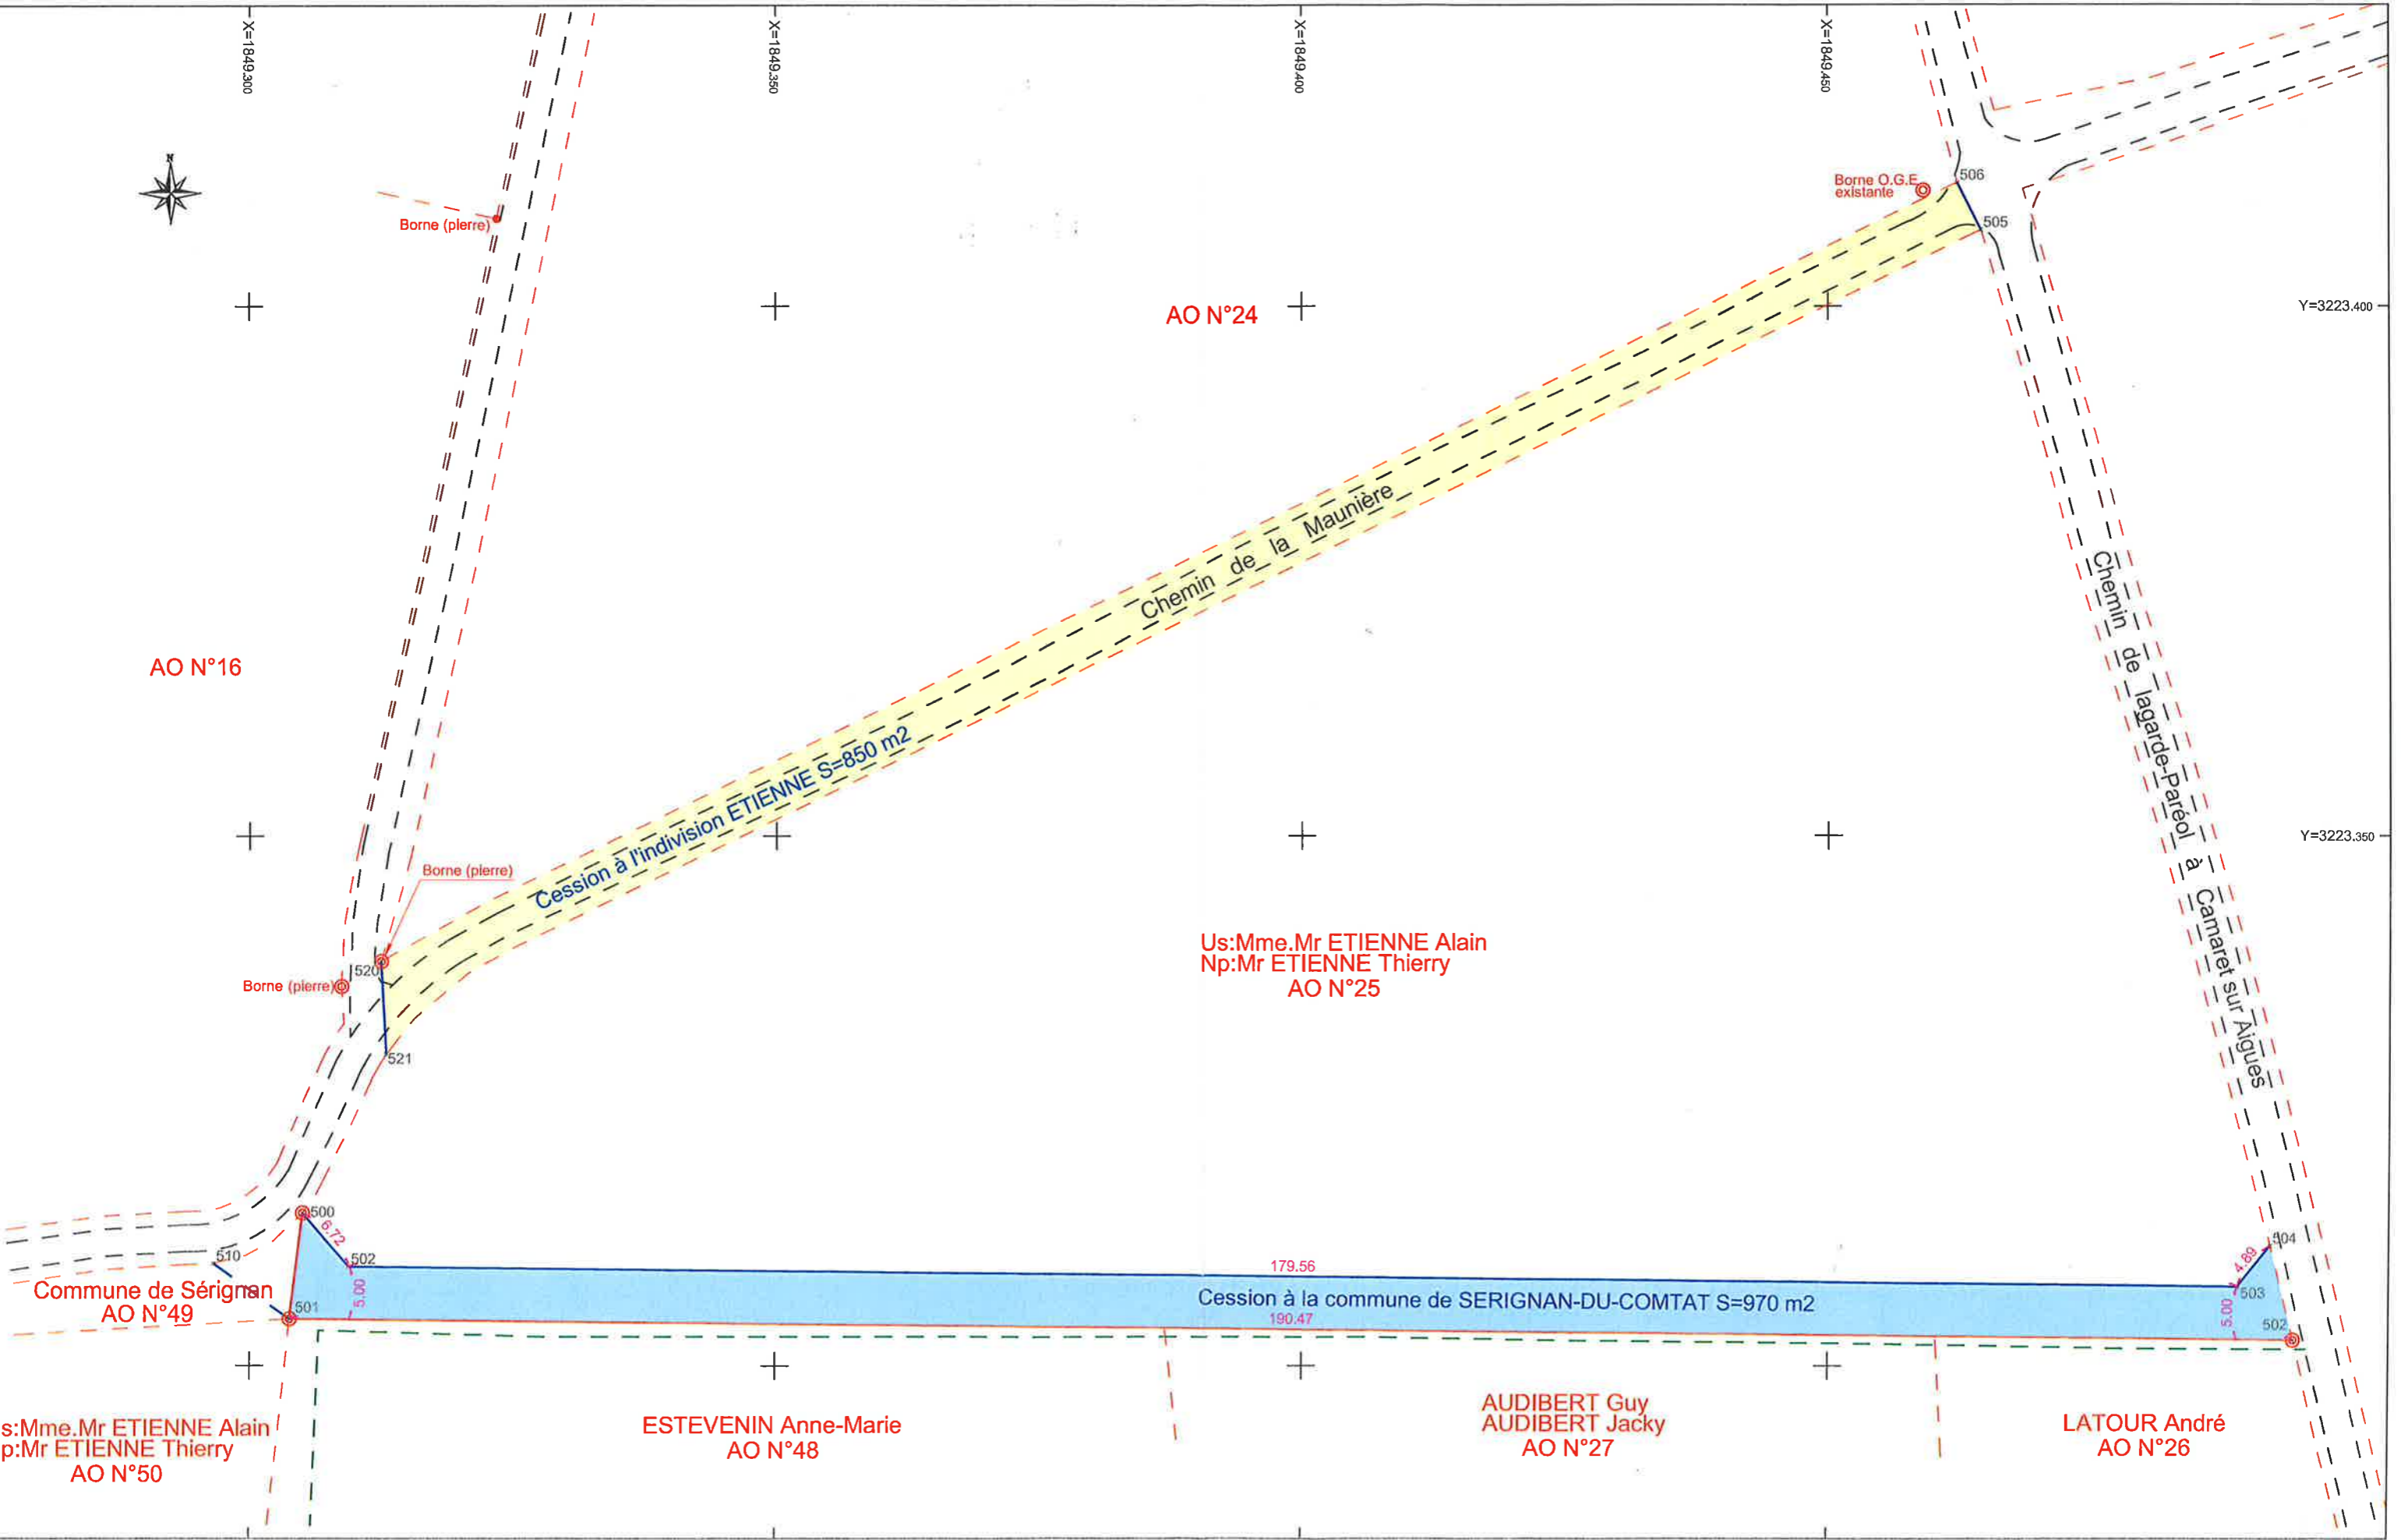 X=1849.300
X=1849.350
X=1849.400
X=1849.450
N
Borne (pierre)
Borne O.G.E
existante
506
505
Y=3223.400
AO N°24
Chemin de la Maunière
Chemin de lagarde-Paréol à Camaret sur Aigues
AO N°16
Cession à l'indivision ETIENNE S=850 m2
Y=3223.350
Borne (pierre)
520
Borne (pierre)
521
Us:Mme.Mr ETIENNE Alain
Np:Mr ETIENNE Thierry
AO N°25
500
6.72
510
502
5.00
179.56
504
4.89
503
Commune de Sérignan
AO N°49
501
Cession à la commune de SERIGNAN-DU-COMTAT S=970 m2
190.47
5.00
502
s:Mme.Mr ETIENNE Alain
p:Mr ETIENNE Thierry
AO N°50
ESTEVENIN Anne-Marie
AO N°48
AUDIBERT Guy
AUDIBERT Jacky
AO N°27
LATOUR André
AO N°26